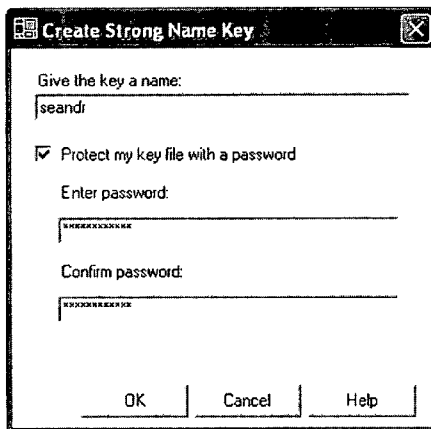 Create Strong Name Key
Give the key a name:
seandr
Protect my key file with a password
Enter password:
************
Confirm password:
************
OK Cancel Help